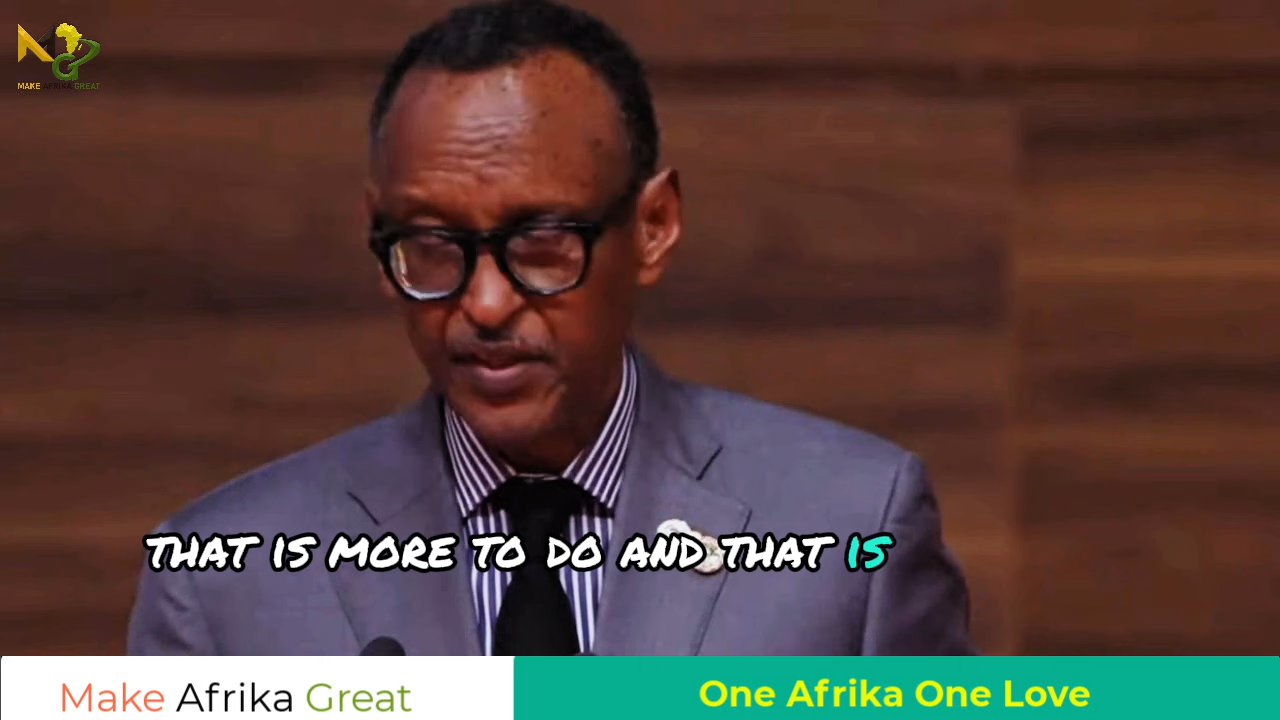 MAKE AFRIKA GREAT
THAT IS MORE TO DO AND THAT IS
Make Afrika Great
One Afrika One Love